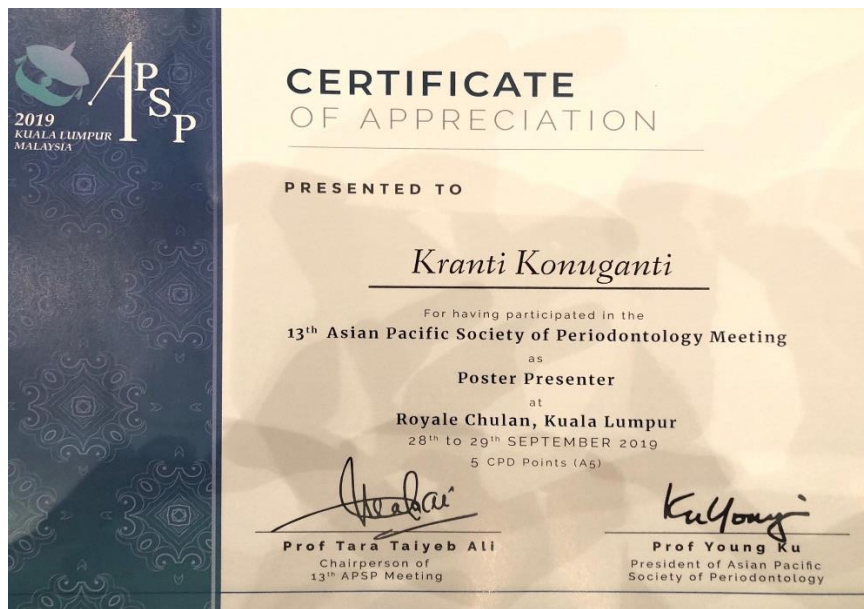 APSP
2019
KUALA LUMPUR
MALAYSIA
CERTIFICATE
OF APPRECIATION
PRESENTED TO
Kranti Konuganti
For having participated in the
13th Asian Pacific Society of Periodontology Meeting
as
Poster Presenter
at
Royale Chulan, Kuala Lumpur
28th to 29th SEPTEMBER 2019
5 CPD Points (A5)
KuYoung
Prof Tara Taiyeb Ali
Chairperson of
13th APSP Meeting
Prof Young Ku
President of Asian Pacific
Society of Periodontology